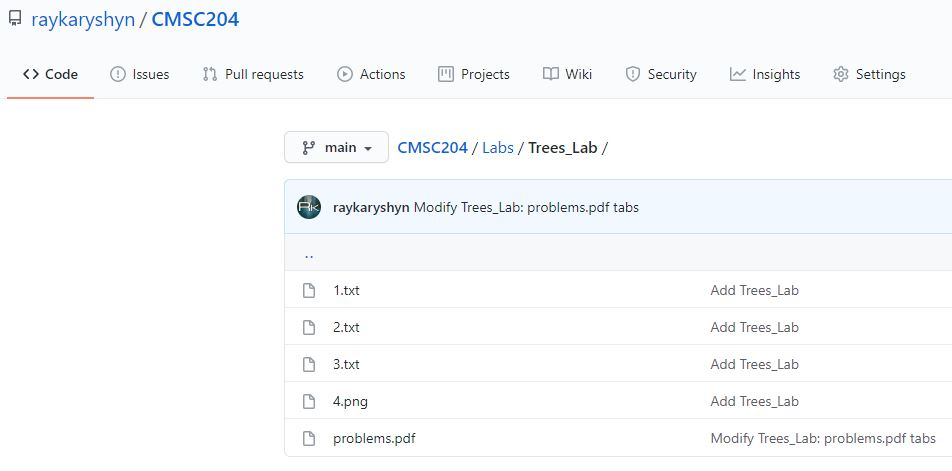 raykaryshyn / CMSC204
Code Issues Pull requests Actions Projects Wiki Security Insights Settings
main CMSC204 / Labs / Trees_Lab /
RK raykaryshyn Modify Trees_Lab: problems.pdf tabs
..
1.txt Add Trees_Lab
2.txt Add Trees_Lab
3.txt Add Trees_Lab
4.png Add Trees_Lab
problems.pdf Modify Trees_Lab: problems.pdf tabs